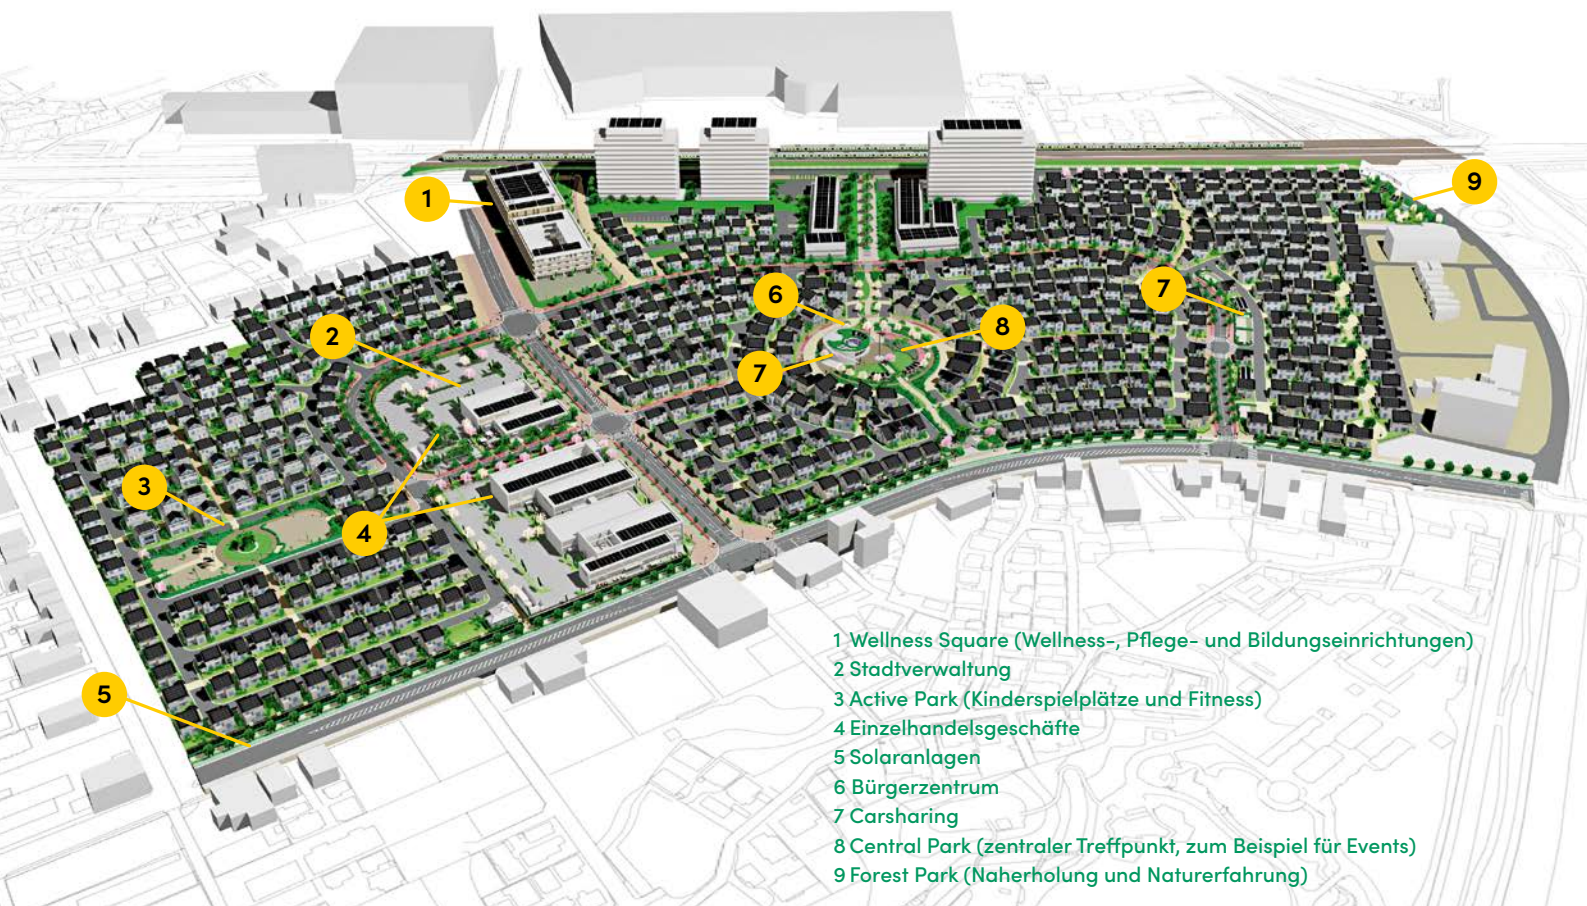 1
9
7
6
8
2
7
3
4
5
1 Wellness Square (Wellness-, Pflege- und Bildungseinrichtungen)
2 Stadtverwaltung
3 Active Park (Kinderspielplätze und Fitness)
4 Einzelhandelsgeschäfte
5 Solaranlagen
6 Bürgerzentrum
7 Carsharing
8 Central Park (zentraler Treffpunkt, zum Beispiel für Events)
9 Forest Park (Naherholung und Naturerfahrung)